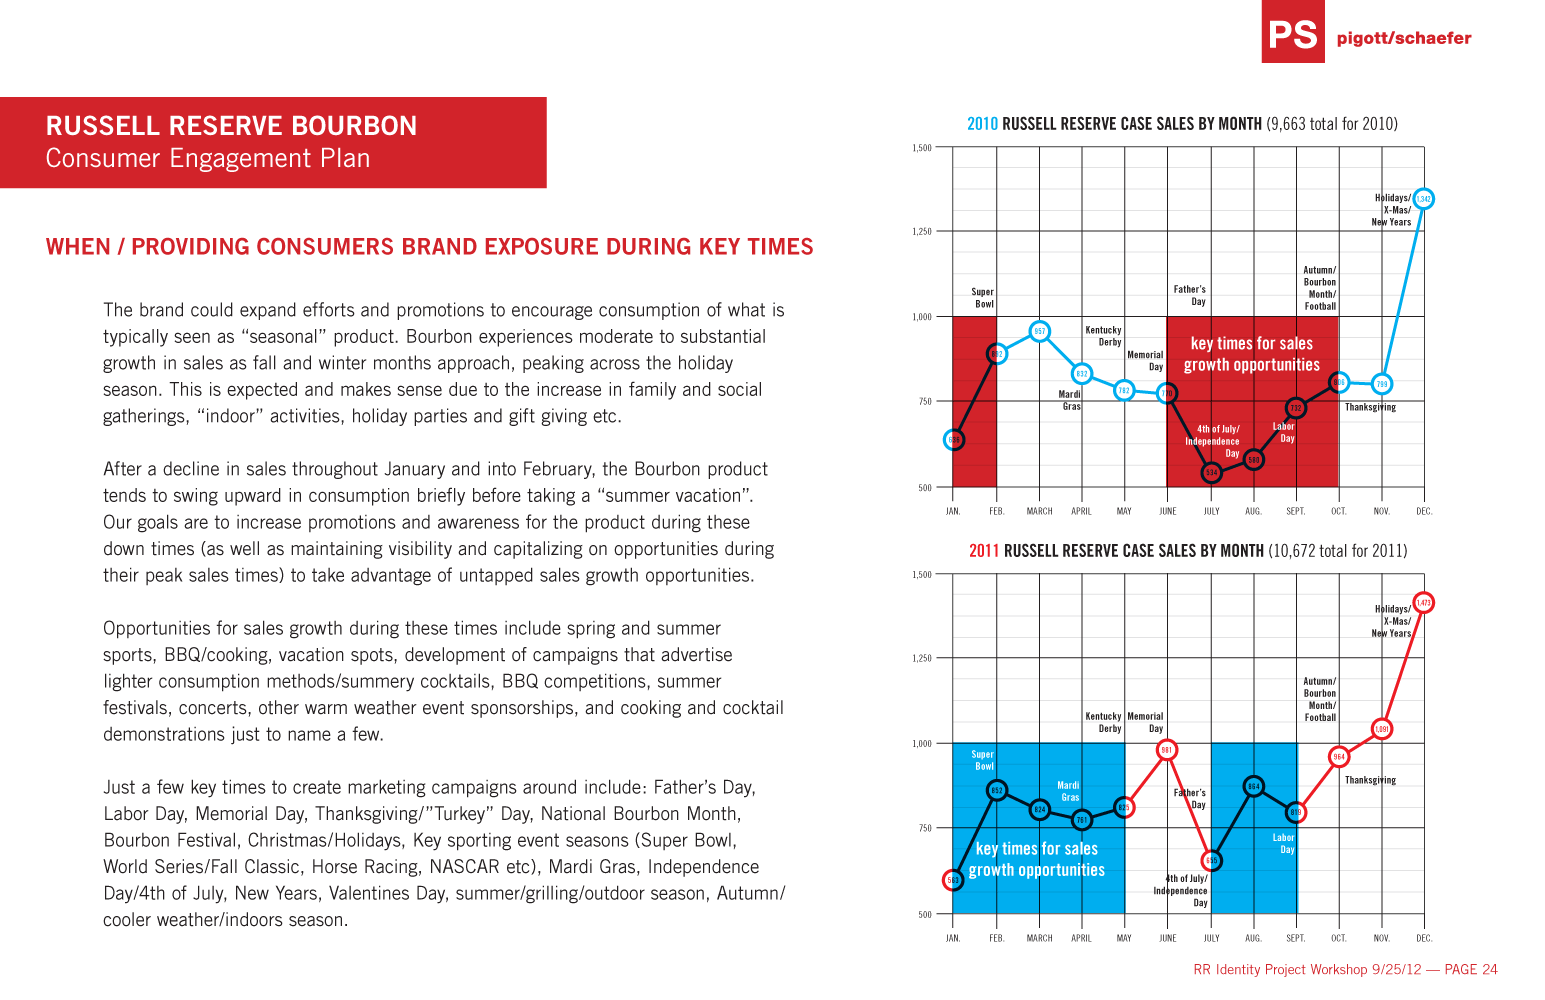 PS pigott/schaefer
RUSSELL RESERVE BOURBON
Consumer Engagement Plan
WHEN / PROVIDING CONSUMERS BRAND EXPOSURE DURING KEY TIMES
The brand could expand efforts and promotions to encourage consumption of what is
typically seen as “seasonal” product. Bourbon experiences moderate to substantial
growth in sales as fall and winter months approach, peaking across the holiday
season. This is expected and makes sense due to the increase in family and social
gatherings, “indoor” activities, holiday parties and gift giving etc.
After a decline in sales throughout January and into February, the Bourbon product
tends to swing upward in consumption briefly before taking a “summer vacation”.
Our goals are to increase promotions and awareness for the product during these
down times (as well as maintaining visibility and capitalizing on opportunities during
their peak sales times) to take advantage of untapped sales growth opportunities.
Opportunities for sales growth during these times include spring and summer
sports, BBQ/cooking, vacation spots, development of campaigns that advertise
lighter consumption methods/summery cocktails, BBQ competitions, summer
festivals, concerts, other warm weather event sponsorships, and cooking and cocktail
demonstrations just to name a few.
Just a few key times to create marketing campaigns around include: Father’s Day,
Labor Day, Memorial Day, Thanksgiving/”Turkey” Day, National Bourbon Month,
Bourbon Festival, Christmas/Holidays, Key sporting event seasons (Super Bowl,
World Series/Fall Classic, Horse Racing, NASCAR etc), Mardi Gras, Independence
Day/4th of July, New Years, Valentines Day, summer/grilling/outdoor season, Autumn/
cooler weather/indoors season.
2010 RUSSELL RESERVE CASE SALES BY MONTH (9,663 total for 2010)
1,500
1,250
1,000
750
500
Super
Bowl
Mardi
Gras
Kentucky
Derby
Memorial
Day
Father’s
Day
key times for sales
growth opportunities
4th of July/
Independence
Day
Labor
Day
Autumn/
Bourbon
Month/
Football
Thanksgiving
Holidays/
X-Mas/
New Years
957
832
782
534
580
732
799
1,342
JAN. FEB. MARCH APRIL MAY JUNE JULY AUG. SEPT. OCT. NOV. DEC.
2011 RUSSELL RESERVE CASE SALES BY MONTH (10,672 total for 2011)
1,500
1,250
1,000
750
500
Super
Bowl
Mardi
Gras
Kentucky
Derby
Memorial
Day
key times for sales
growth opportunities
Father’s
Day
4th of July/
Independence
Day
Labor
Day
Autumn/
Bourbon
Month/
Football
Thanksgiving
Holidays/
X-Mas/
New Years
852
824
761
825
981
655
864
819
964
1,091
1,473
JAN. FEB. MARCH APRIL MAY JUNE JULY AUG. SEPT. OCT. NOV. DEC.
RR Identity Project Workshop 9/25/12 — PAGE 24